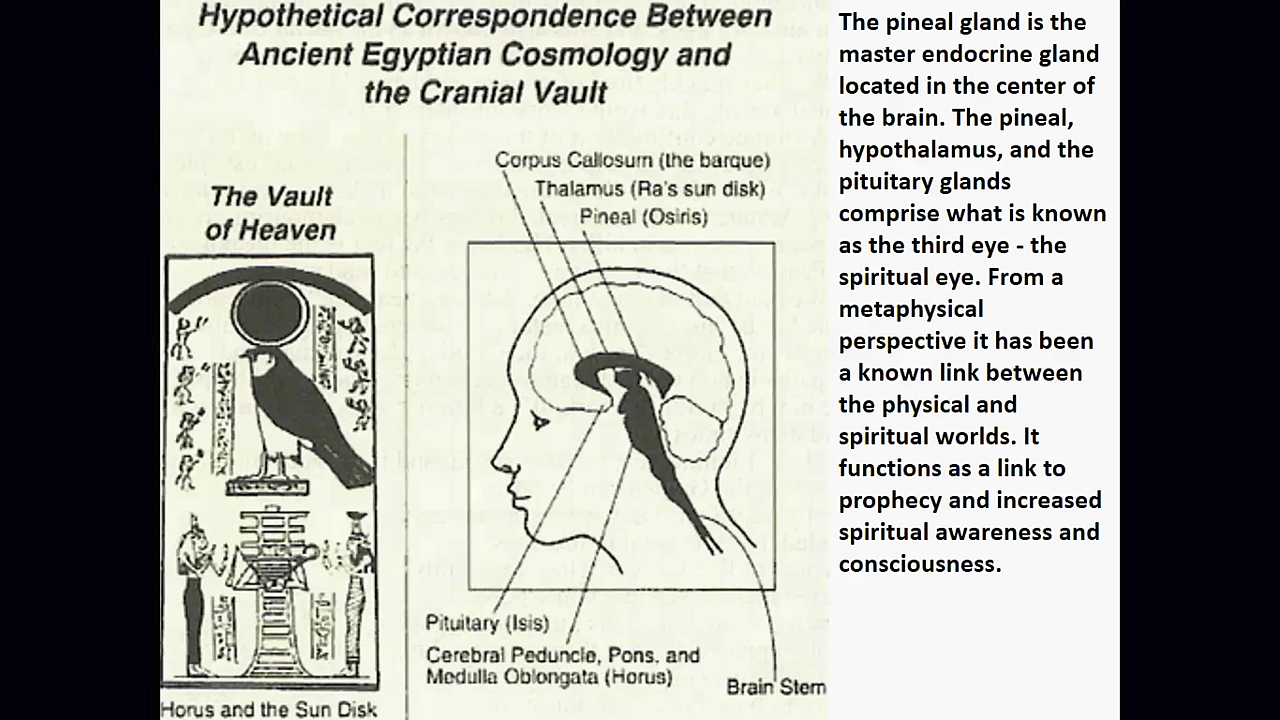 Hypothetical Correspondence Between
Ancient Egyptian Cosmology and
the Cranial Vault
The Vault
of Heaven
Horus and the Sun Disk
Corpus Callosum (the barque)
Thalamus (Ra's sun disk)
Pineal (Osiris)
Pituitary (Isis)
Cerebral Peduncle, Pons, and
Medulla Oblongata (Horus)
Brain Stem
The pineal gland is the
master endocrine gland
located in the center of
the brain. The pineal,
hypothalamus, and the
pituitary glands
comprise what is known
as the third eye - the
spiritual eye. From a
metaphysical
perspective it has been
a known link between
the physical and
spiritual worlds. It
functions as a link to
prophecy and increased
spiritual awareness and
consciousness.